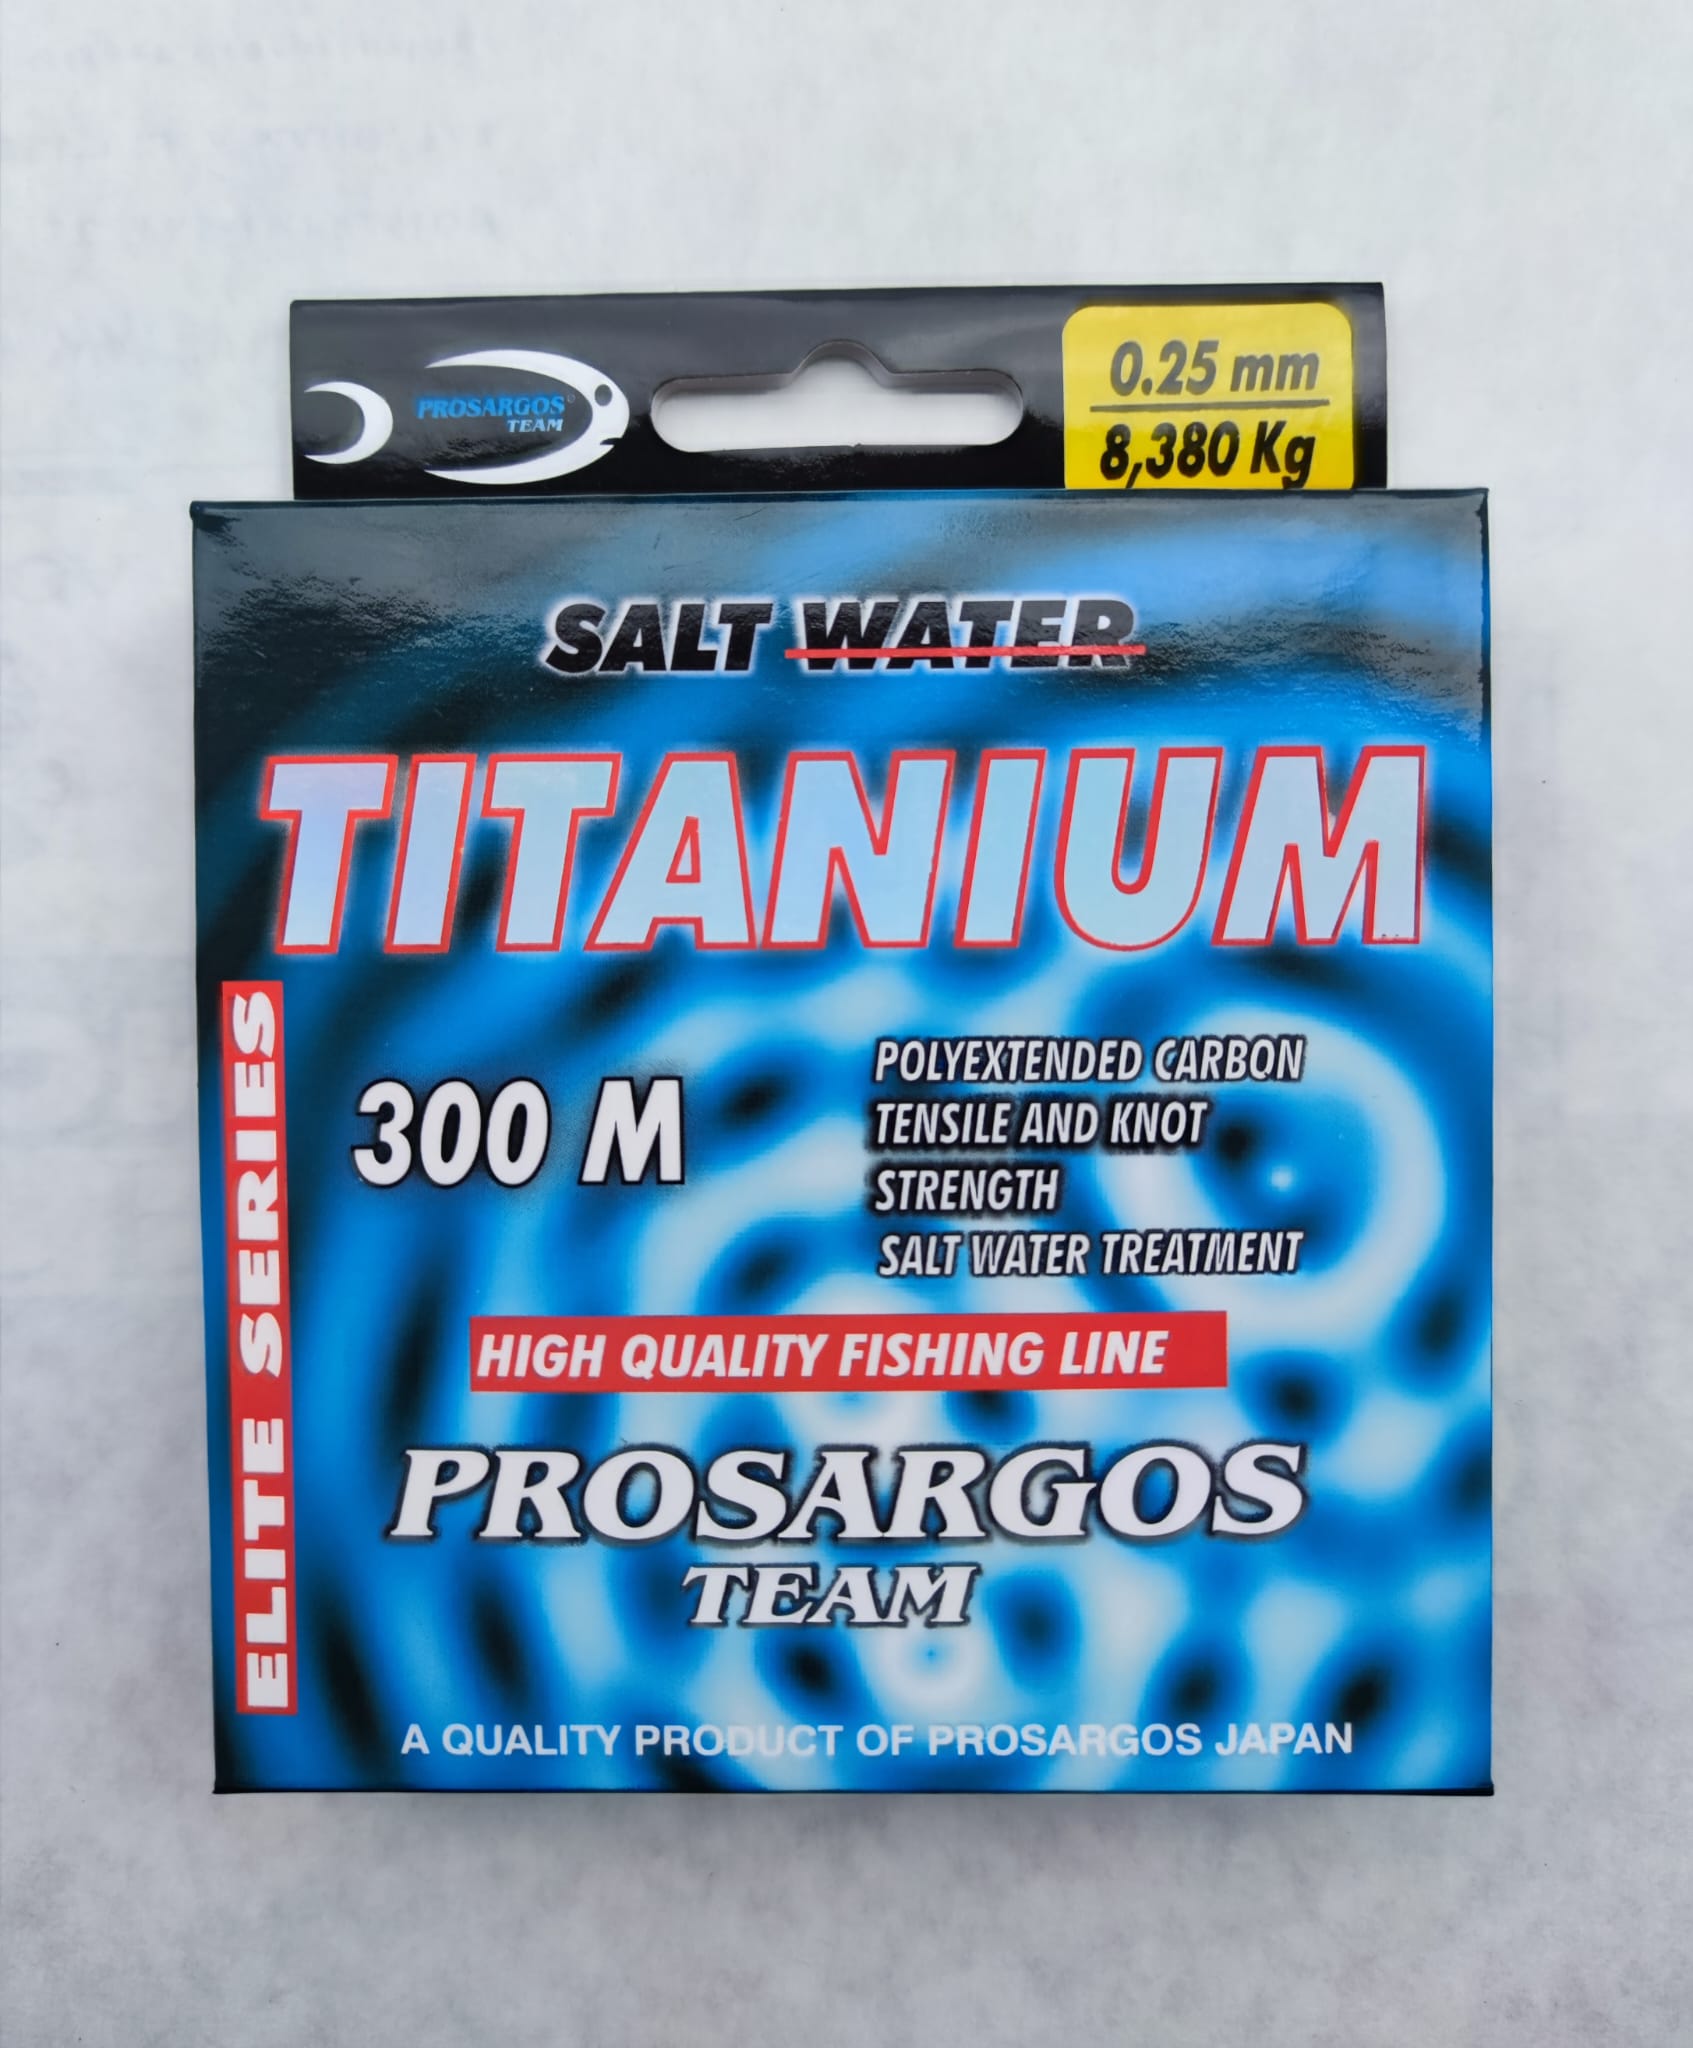 PROSARGOS®
TEAM
0.25 mm
8,380 Kg
SALT WATER
TITANIUM
ELITE SERIES
300 M
POLYEXTENDED CARBON
TENSILE AND KNOT
STRENGTH
SALT WATER TREATMENT
HIGH QUALITY FISHING LINE
PROSARGOS
TEAM
A QUALITY PRODUCT OF PROSARGOS JAPAN